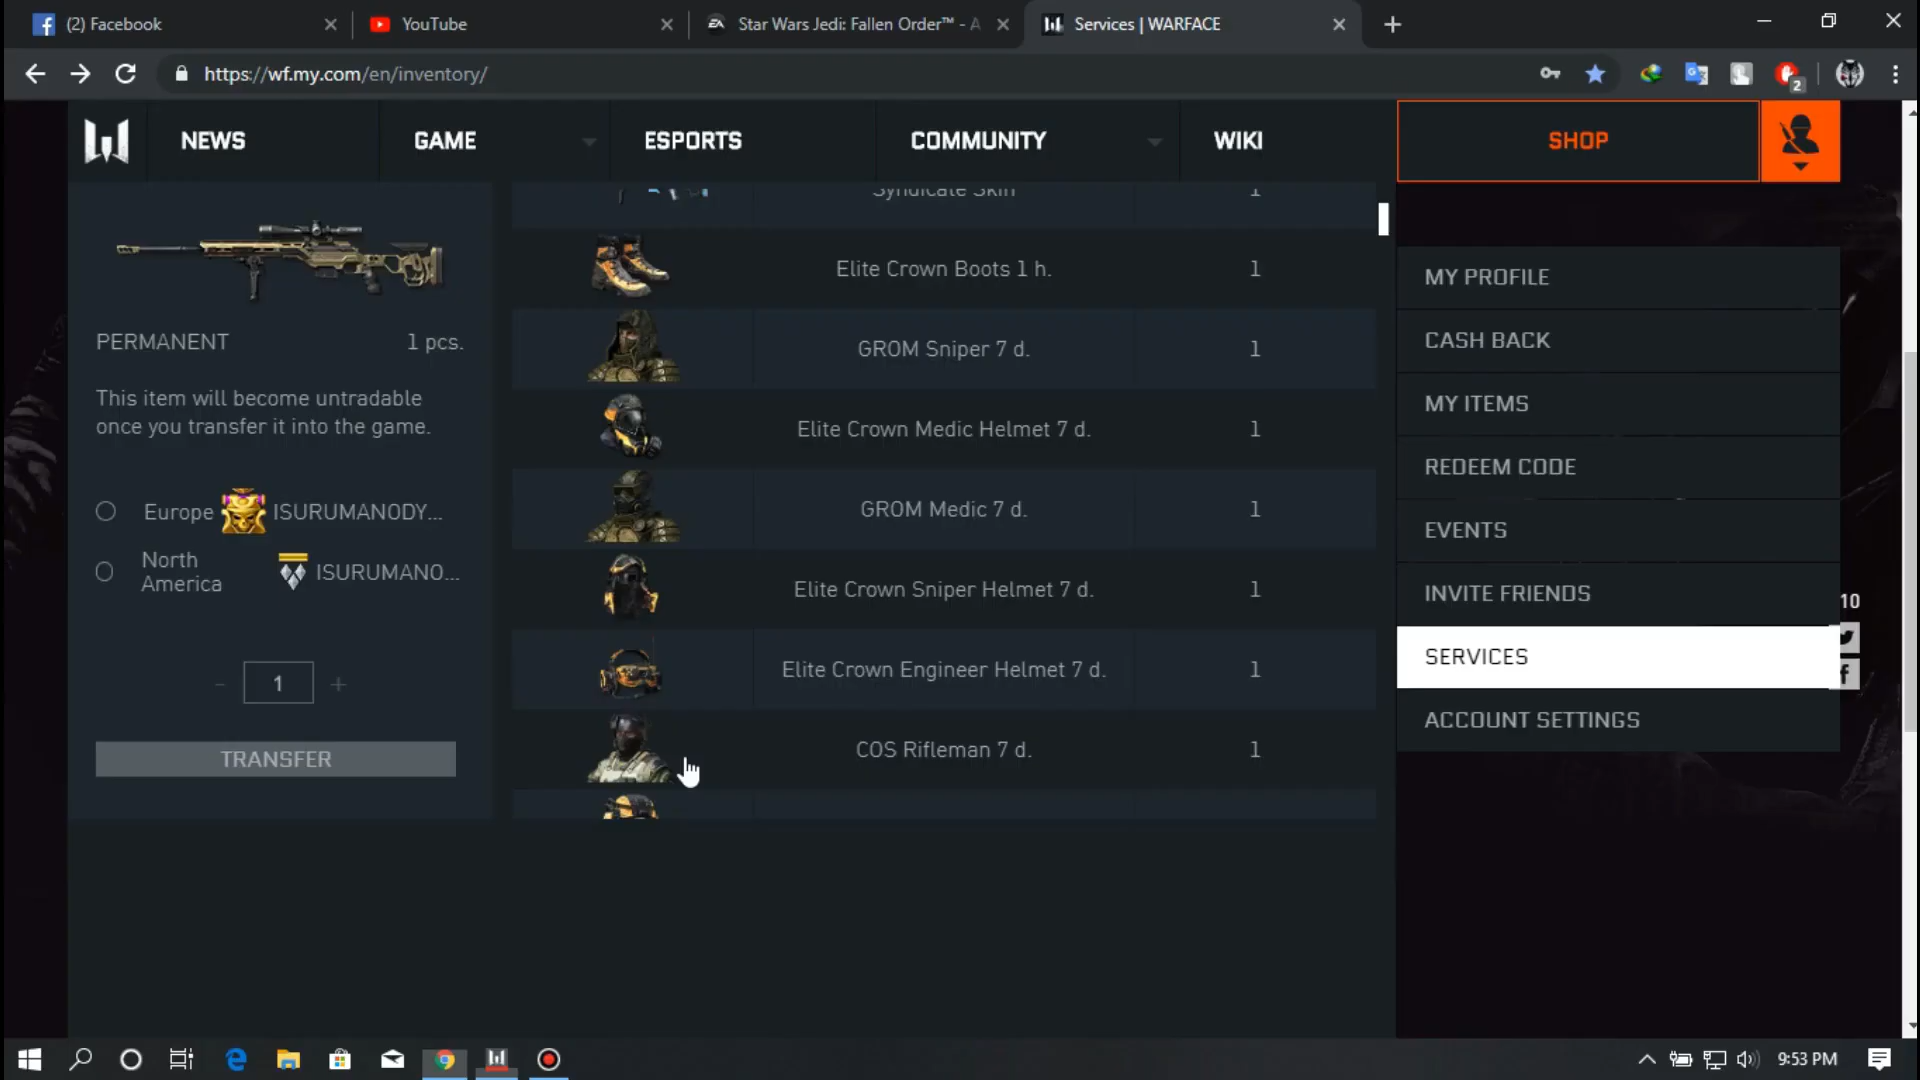 (2) Facebook
YouTube
Star Wars Jedi: Fallen Order™ - A
Services | WARFACE
https://wf.my.com/en/inventory/
2
NEWS
GAME
ESPORTS
COMMUNITY
WIKI
SHOP
PERMANENT
1 pcs.
This item will become untradable
once you transfer it into the game.
Europe
ISURUMANODY...
North
America
ISURUMANO...
-
1
+
TRANSFER
Syndicate Skin
1
Elite Crown Boots 1 h.
1
GROM Sniper 7 d.
1
Elite Crown Medic Helmet 7 d.
1
GROM Medic 7 d.
1
Elite Crown Sniper Helmet 7 d.
1
Elite Crown Engineer Helmet 7 d.
1
COS Rifleman 7 d.
1
MY PROFILE
CASH BACK
MY ITEMS
REDEEM CODE
EVENTS
INVITE FRIENDS
10
SERVICES
ACCOUNT SETTINGS
9:53 PM